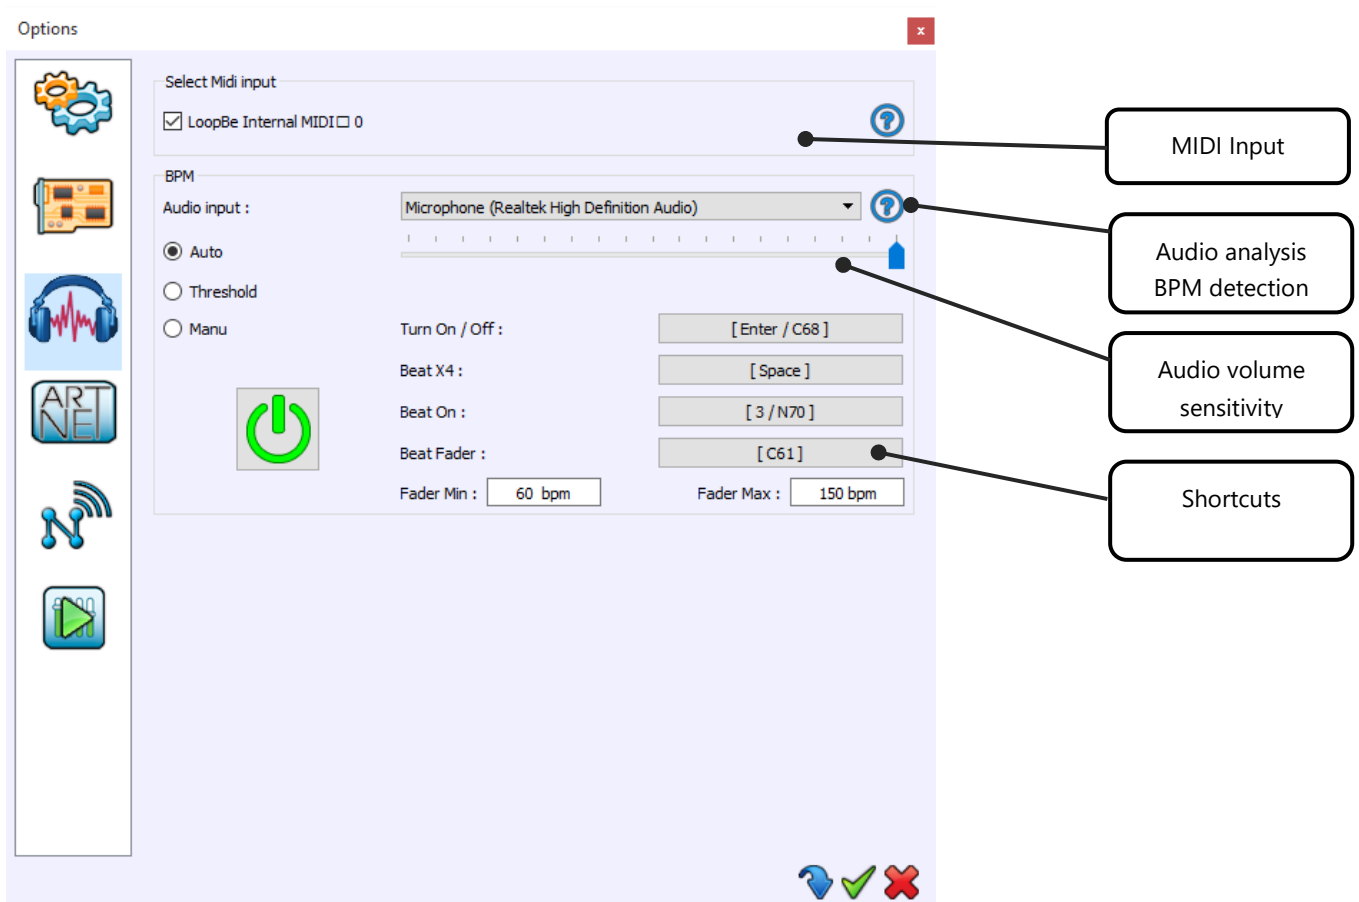 Options
x
Select Midi input
LoopBe Internal MIDI□ 0
?
MIDI Input
BPM
Audio input :
Microphone (Realtek High Definition Audio)
?
Audio analysis
BPM detection
Auto
Threshold
Manu
Turn On / Off :
[ Enter / C68 ]
Audio volume
sensitivity
Beat X4 :
[ Space ]
ART
NET
Beat On :
[ 3 / N70 ]
Beat Fader :
[ C61 ]
Shortcuts
Fader Min :
60 bpm
Fader Max :
150 bpm
N